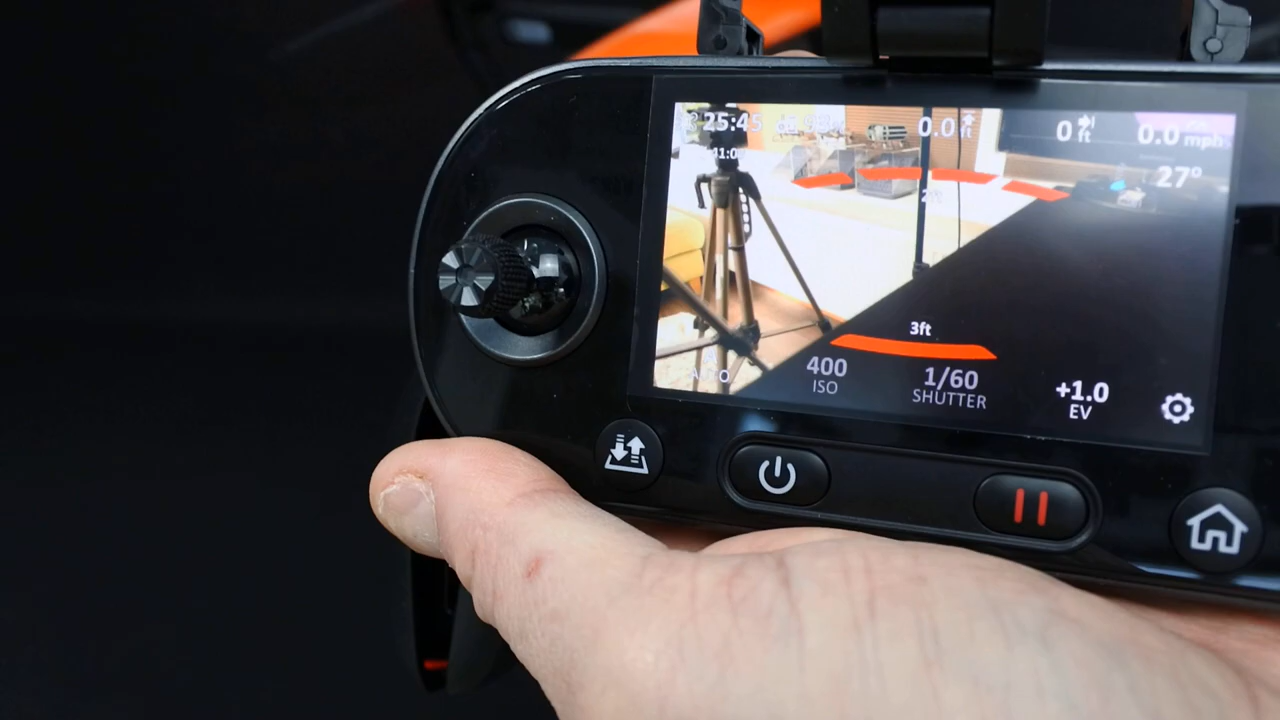 25:45
0.0 ft
0 ft
0.0 mph
27°
3ft
AUTO
400
ISO
1/60
SHUTTER
+1.0
EV